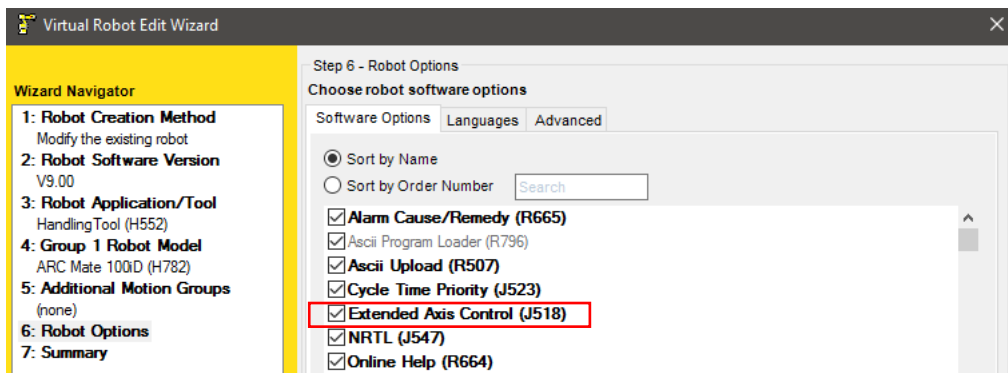 Virtual Robot Edit Wizard
Wizard Navigator
1: Robot Creation Method
Modify the existing robot
2: Robot Software Version
V9.00
3: Robot Application/Tool
HandlingTool (H552)
4: Group 1 Robot Model
ARC Mate 100iD (H782)
5: Additional Motion Groups
(none)
6: Robot Options
7: Summary
Step 6 - Robot Options
Choose robot software options
Software Options Languages Advanced
Sort by Name
Sort by Order Number Search
Alarm Cause/Remedy (R665)
Ascii Program Loader (R796)
Ascii Upload (R507)
Cycle Time Priority (J523)
Extended Axis Control (J518)
NRTL (J547)
Online Help (R664)